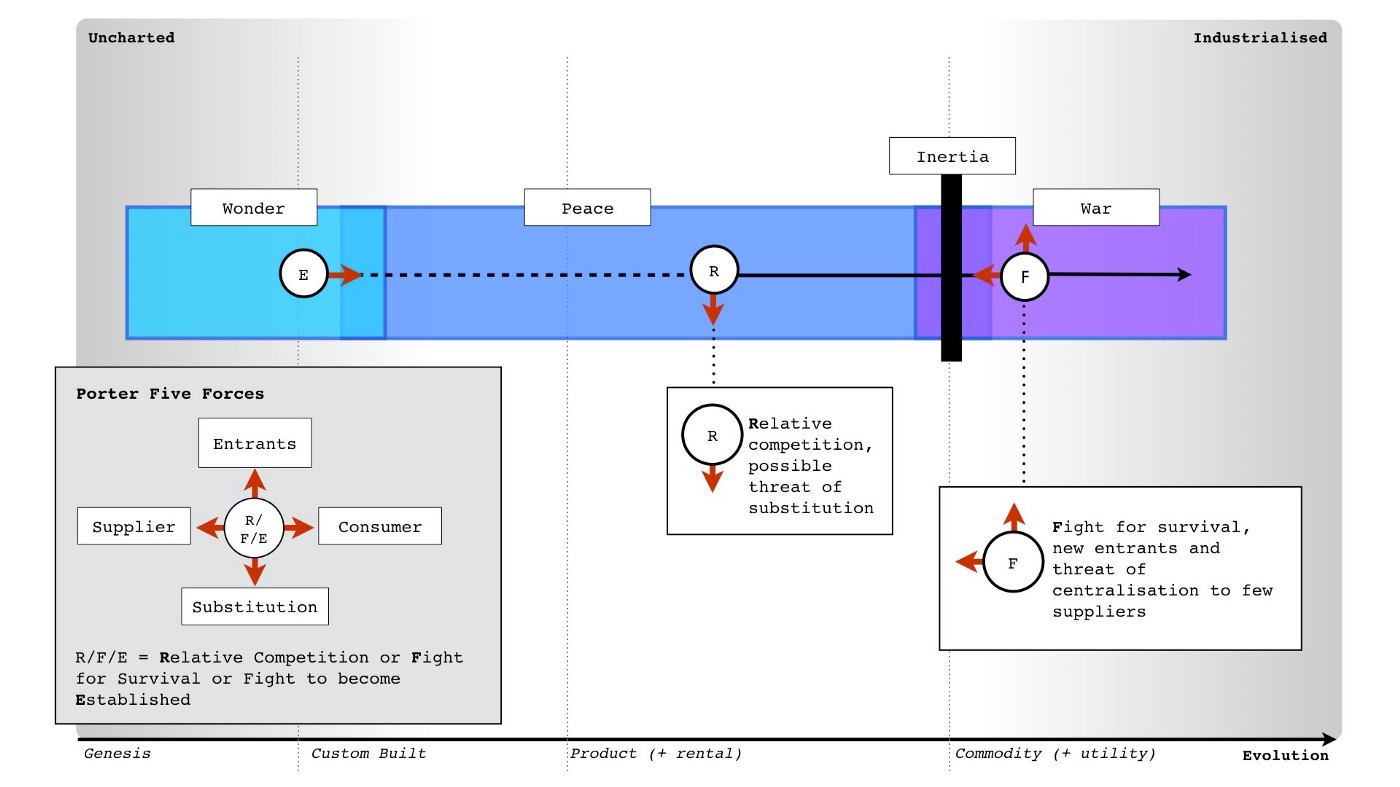 Uncharted
Industrialised
Inertia
Wonder
Peace
War
E
R
F
Porter Five Forces
Entrants
Supplier
R/
F/E
Consumer
Substitution
R/F/E = Relative Competition or Fight
for Survival or Fight to become
Established
R
Relative
competition,
possible
threat of
substitution
F
Fight for survival,
new entrants and
threat of
centralisation to few
suppliers
Genesis
Custom Built
Product (+ rental)
Commodity (+ utility)
Evolution